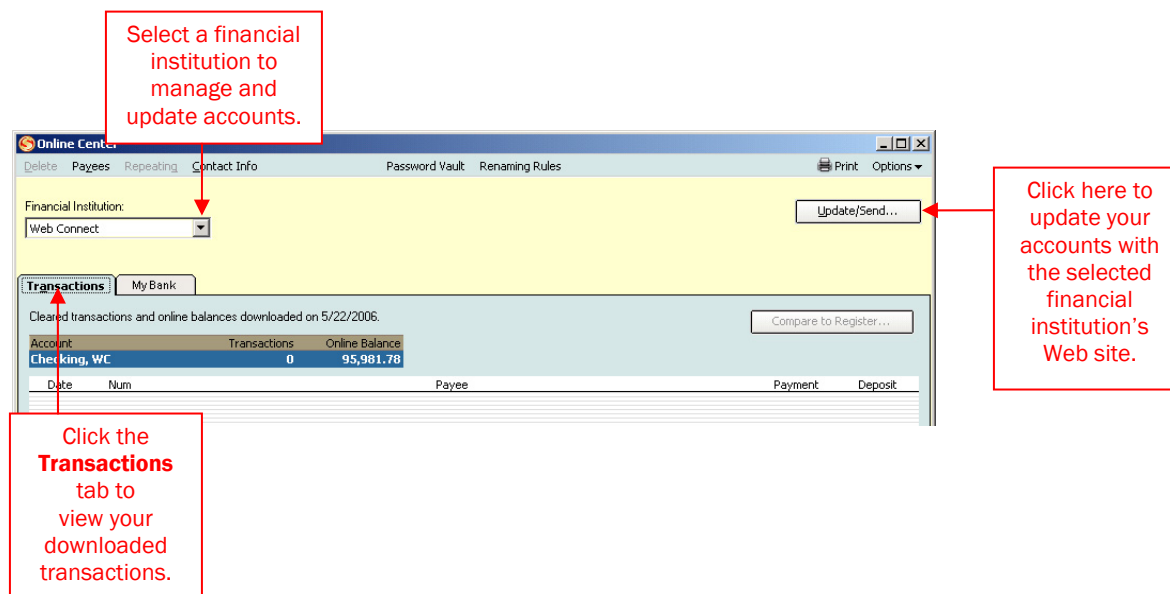 Select a financial
institution to
manage and
update accounts.
Online Center
Delete Payees Repeating Contact Info Password Vault Renaming Rules Print Options
Financial Institution:
Web Connect
Update/Send...
Click here to
update your
accounts with
the selected
financial
institution's
Web site.
Transactions My Bank
Cleared transactions and online balances downloaded on 5/22/2006.
Compare to Register...
Account Transactions Online Balance
Checking, WC 0 95,981.78
Date Num Payee Payment Deposit
Click the
Transactions
tab to
view your
downloaded
transactions.